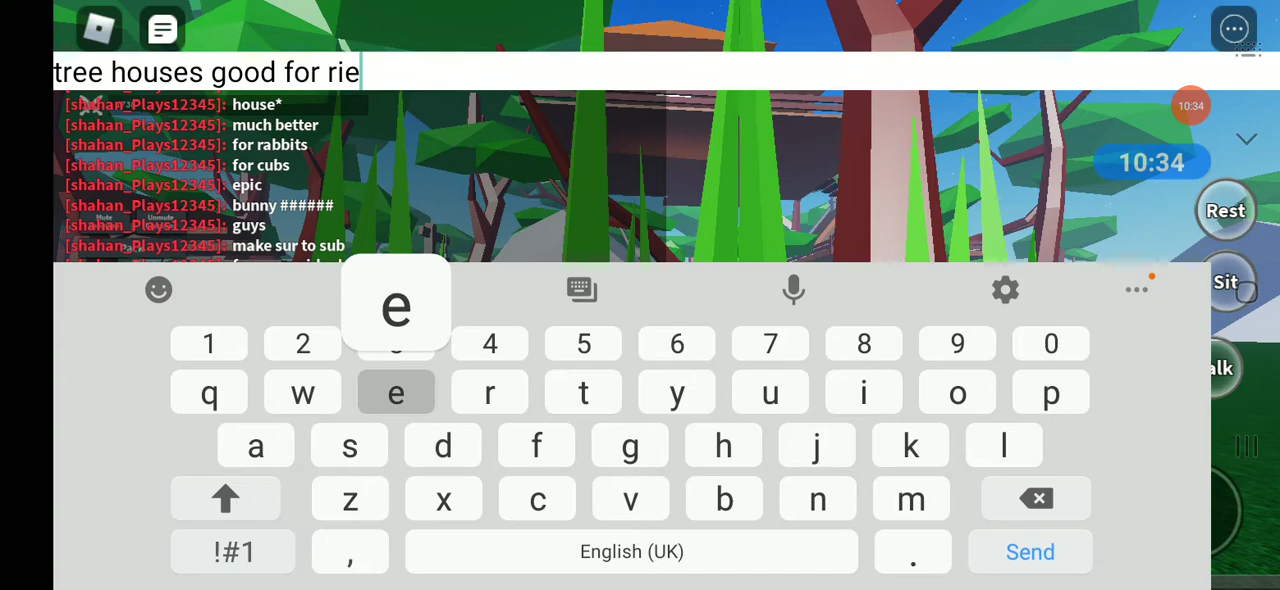 tree houses good for rie
[shahan_Plays12345]: house*
10:34
[shahan_Plays12345]: much better
[shahan_Plays12345]: for rabbits
10:34
[shahan_Plays12345]: for cubs
[shahan_Plays12345]: epic
[shahan_Plays12345]: bunny ######
Rest
Mute Unmute
[shahan_Plays12345]: guys
[shahan_Plays12345]: make sur to sub
Sit
e
1 2 4 5 6 7 8 9 0
alk
q w e r t y u i o p
a s d f g h j k l
z x c v b n m
!#1 , English (UK) . Send